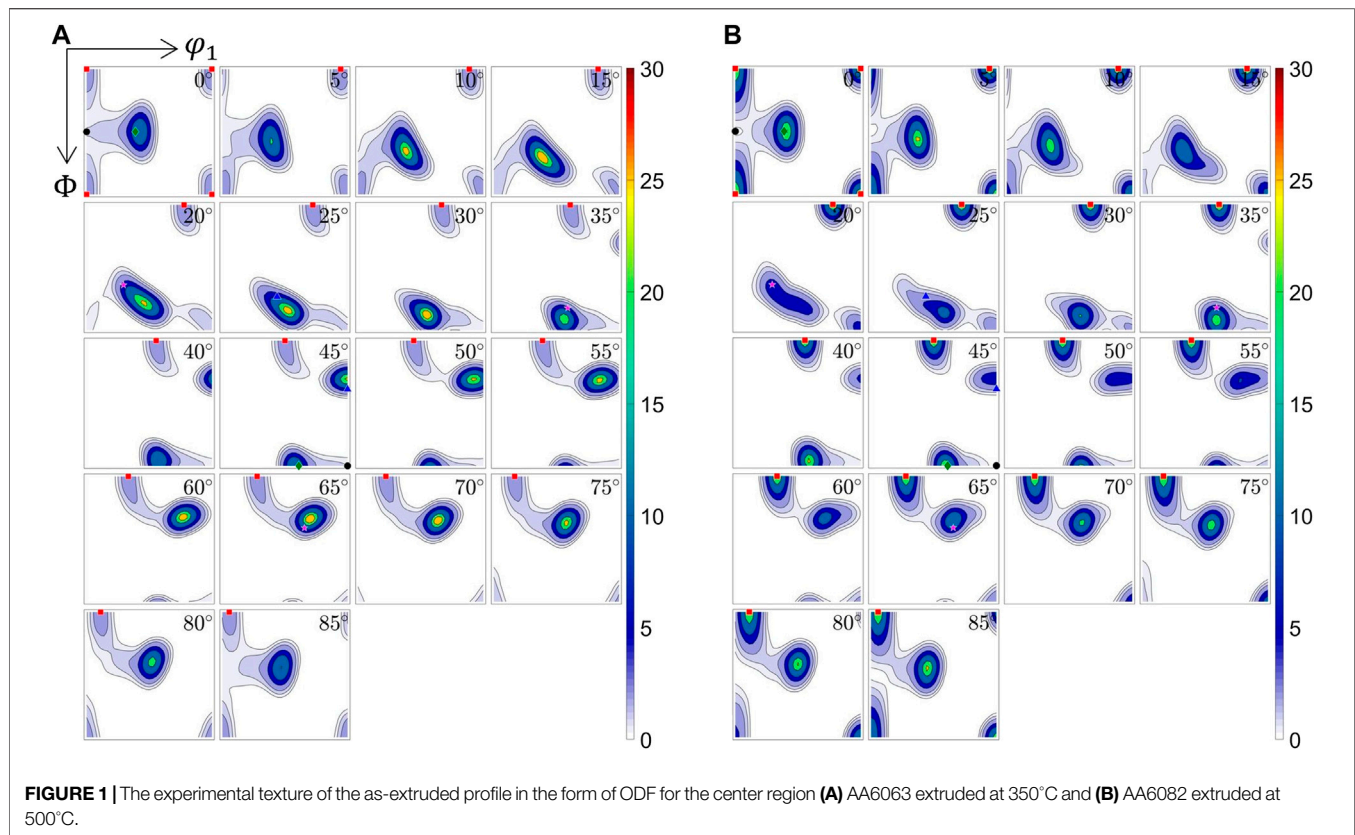 A
B
φ₁
Φ
0° 5° 10° 15°
20° 25° 30° 35°
40° 45° 50° 55°
60° 65° 70° 75°
80° 85°
30
25
20
15
10
5
0
0° 5° 10° 15°
20° 25° 30° 35°
40° 45° 50° 55°
60° 65° 70° 75°
80° 85°
30
25
20
15
10
5
0
FIGURE 1 | The experimental texture of the as-extruded profile in the form of ODF for the center region (A) AA6063 extruded at 350°C and (B) AA6082 extruded at
500°C.